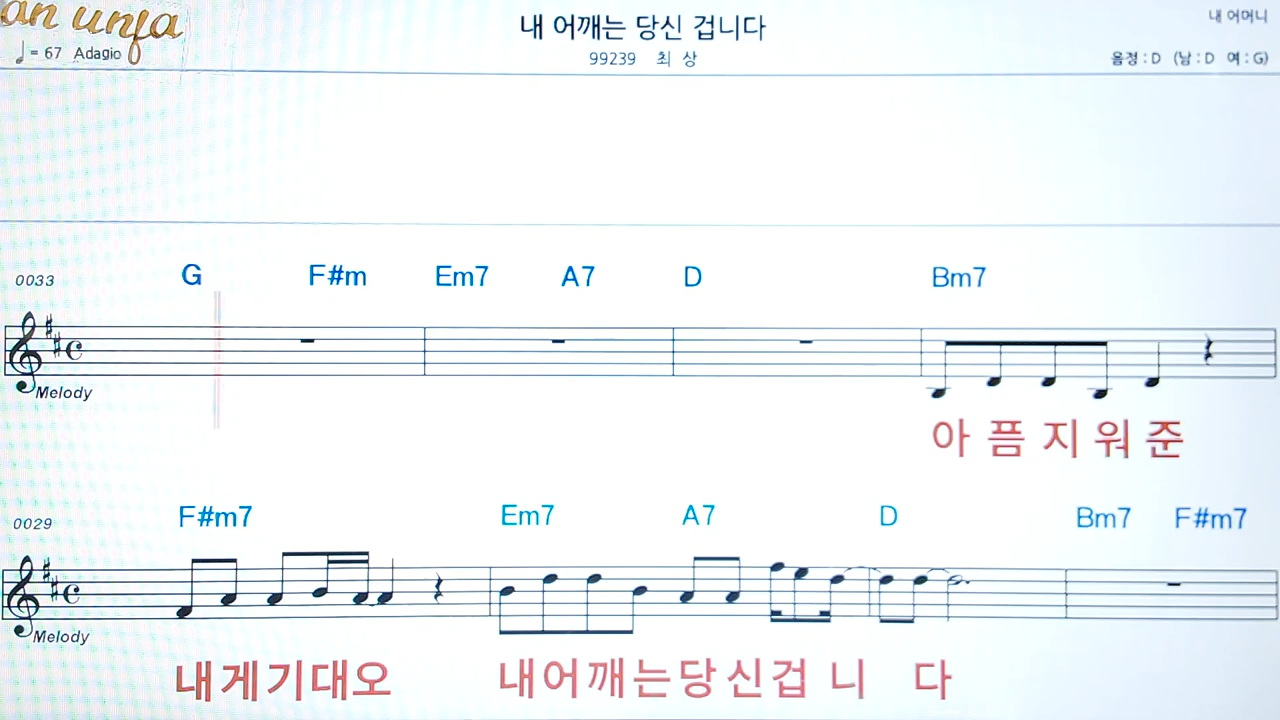 an unja
♩ = 67 Adagio
내 어깨는 당신 겁니다
99239 최 상
내 어머니
음정 : D (남 : D 여 : G)
0033 G F#m Em7 A7 D Bm7
Melody
아 픔 지 워 준
0029 F#m7 Em7 A7 D Bm7 F#m7
Melody
내게기대오 내어깨는당신겁 니 다